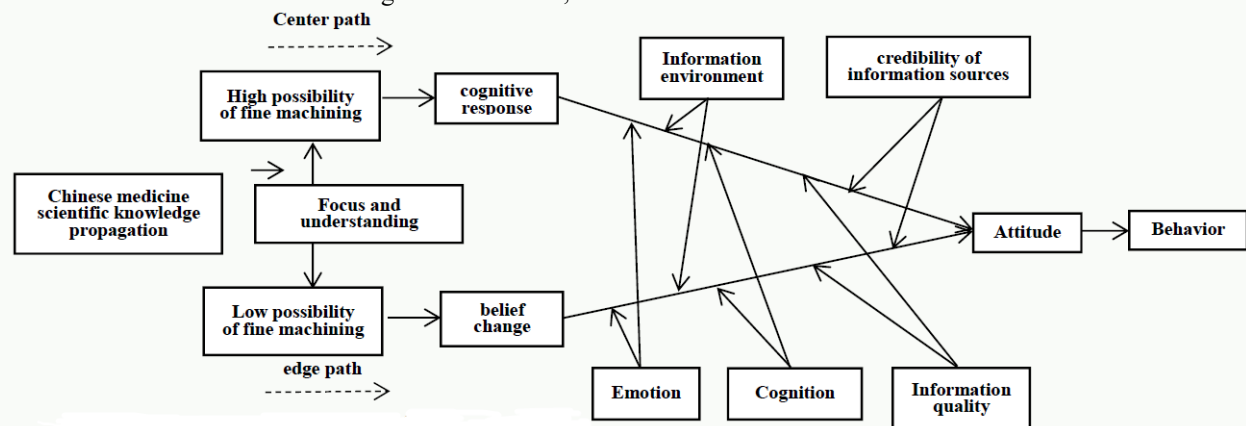 Center path
High possibility
of fine machining
cognitive
response
Information
environment
credibility of
information sources
Chinese medicine
scientific knowledge
propagation
Focus and
understanding
Attitude
Behavior
Low possibility
of fine machining
belief
change
edge path
Emotion
Cognition
Information
quality